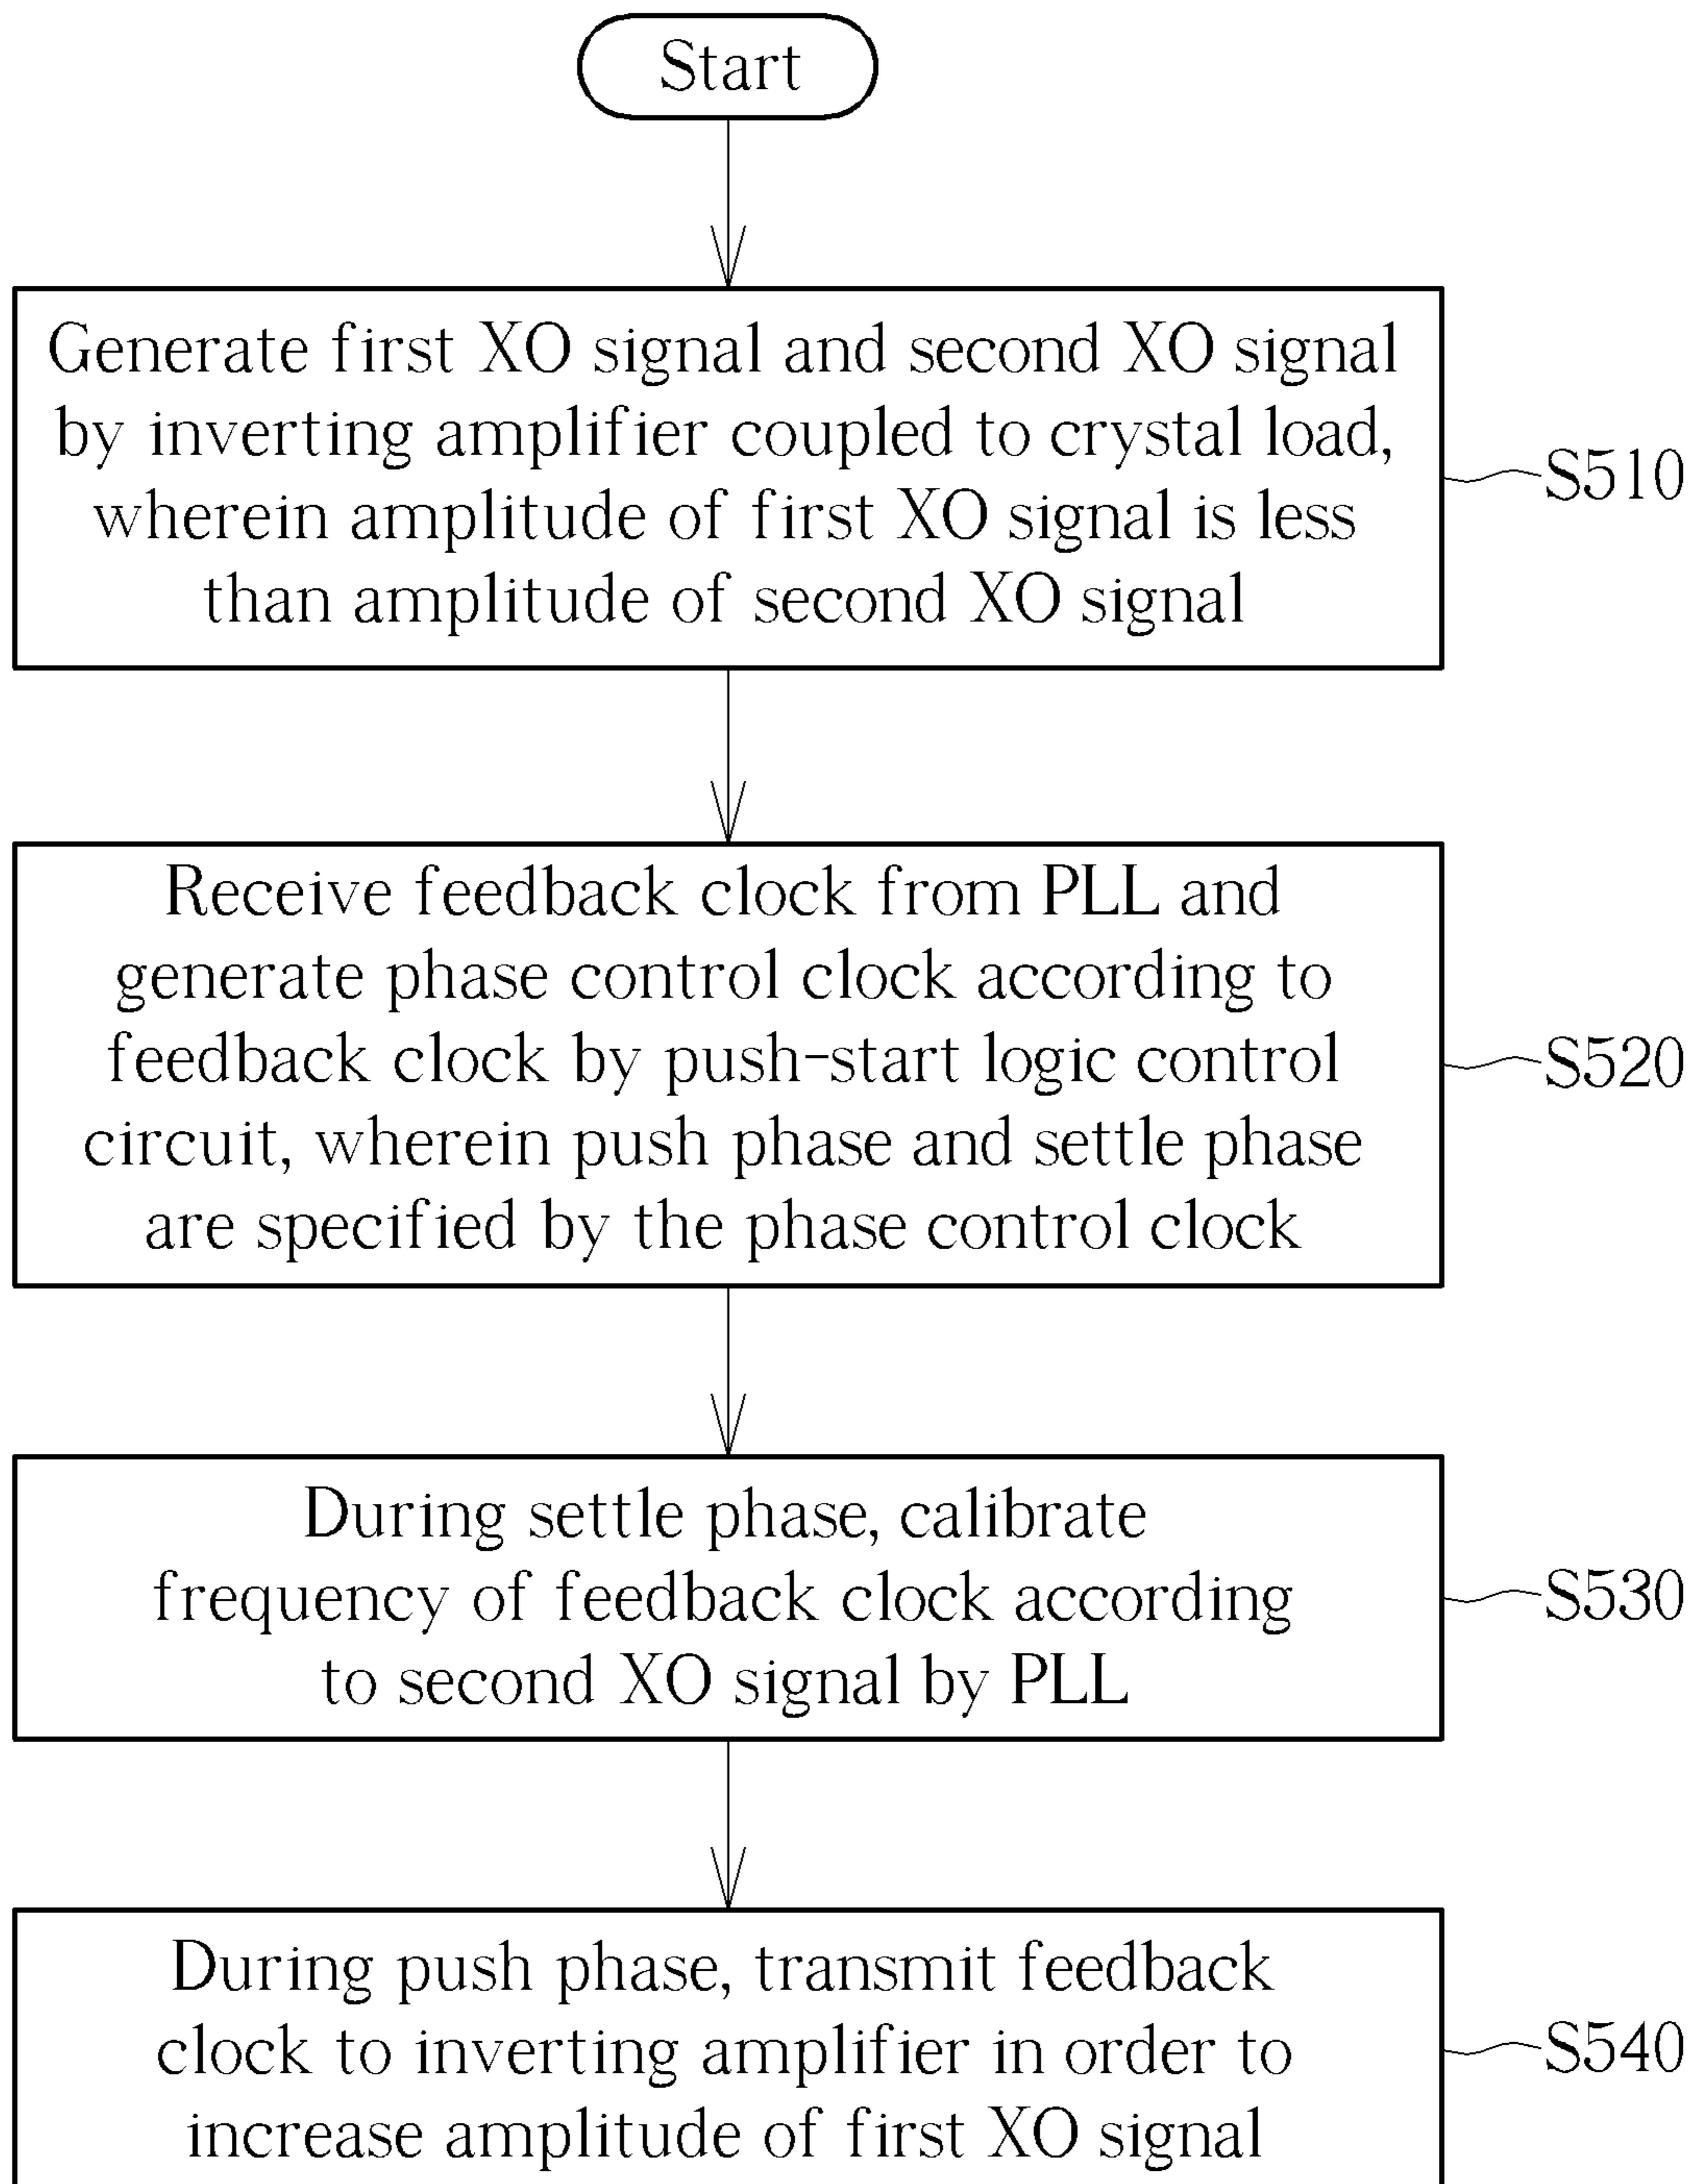 Start
Generate first XO signal and second XO signal
by inverting amplifier coupled to crystal load,
wherein amplitude of first XO signal is less
than amplitude of second XO signal
S510
Receive feedback clock from PLL and
generate phase control clock according to
feedback clock by push-start logic control
circuit, wherein push phase and settle phase
are specified by the phase control clock
S520
During settle phase, calibrate
frequency of feedback clock according
to second XO signal by PLL
S530
During push phase, transmit feedback
clock to inverting amplifier in order to
increase amplitude of first XO signal
S540